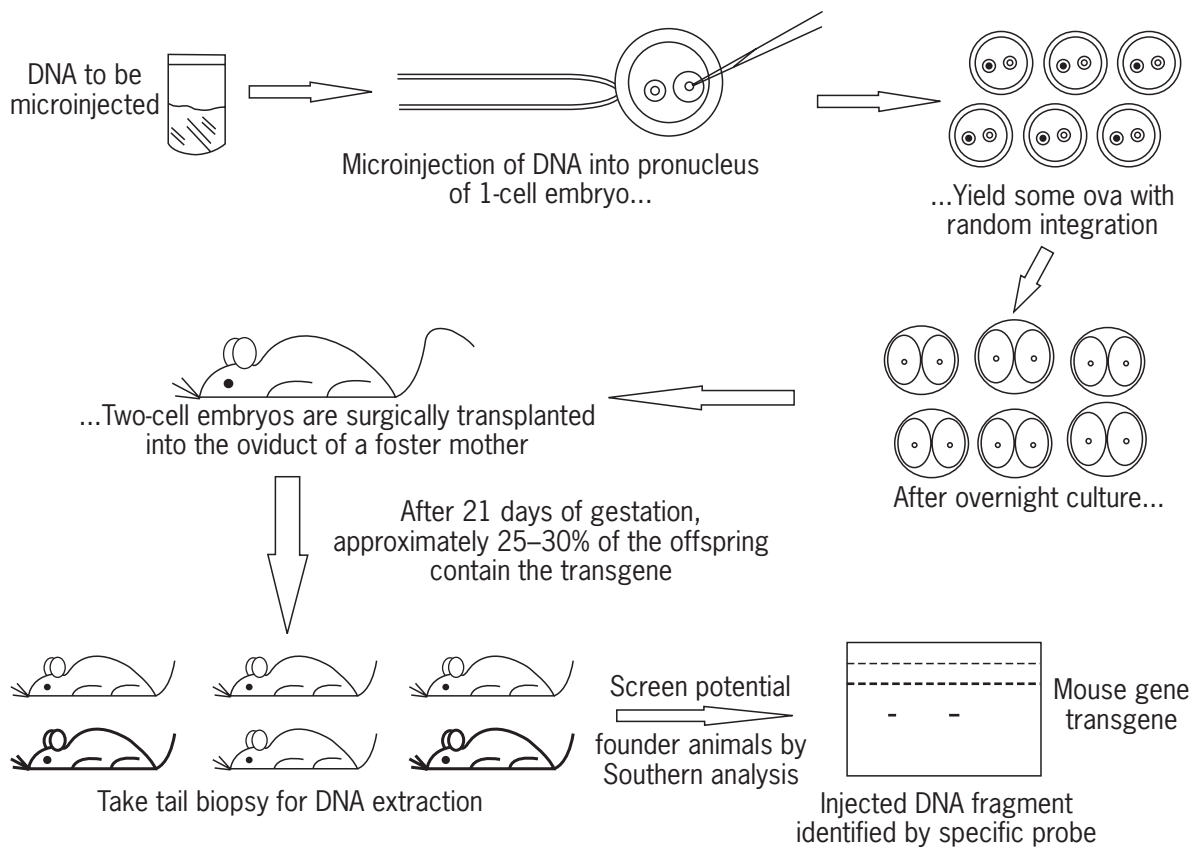 DNA to be
microinjected
Microinjection of DNA into pronucleus
of 1-cell embryo...
...Yield some ova with
random integration
After overnight culture...
...Two-cell embryos are surgically transplanted
into the oviduct of a foster mother
After 21 days of gestation,
approximately 25–30% of the offspring
contain the transgene
Take tail biopsy for DNA extraction
Screen potential
founder animals by
Southern analysis
Mouse gene
transgene
Injected DNA fragment
identified by specific probe